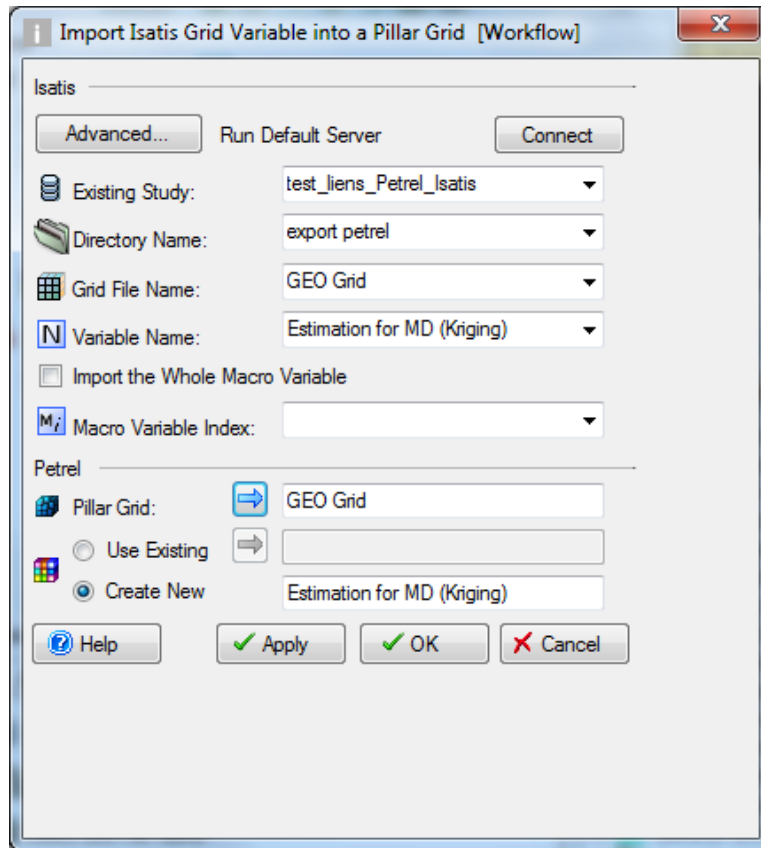 Import Isatis Grid Variable into a Pillar Grid [Workflow]
Isatis
Advanced... Run Default Server Connect
Existing Study: test_liens_Petrel_Isatis
Directory Name: export petrel
Grid File Name: GEO Grid
N Variable Name: Estimation for MD (Kriging)
Import the Whole Macro Variable
Mi Macro Variable Index:
Petrel
Pillar Grid: GEO Grid
Use Existing
Create New Estimation for MD (Kriging)
Help Apply OK Cancel